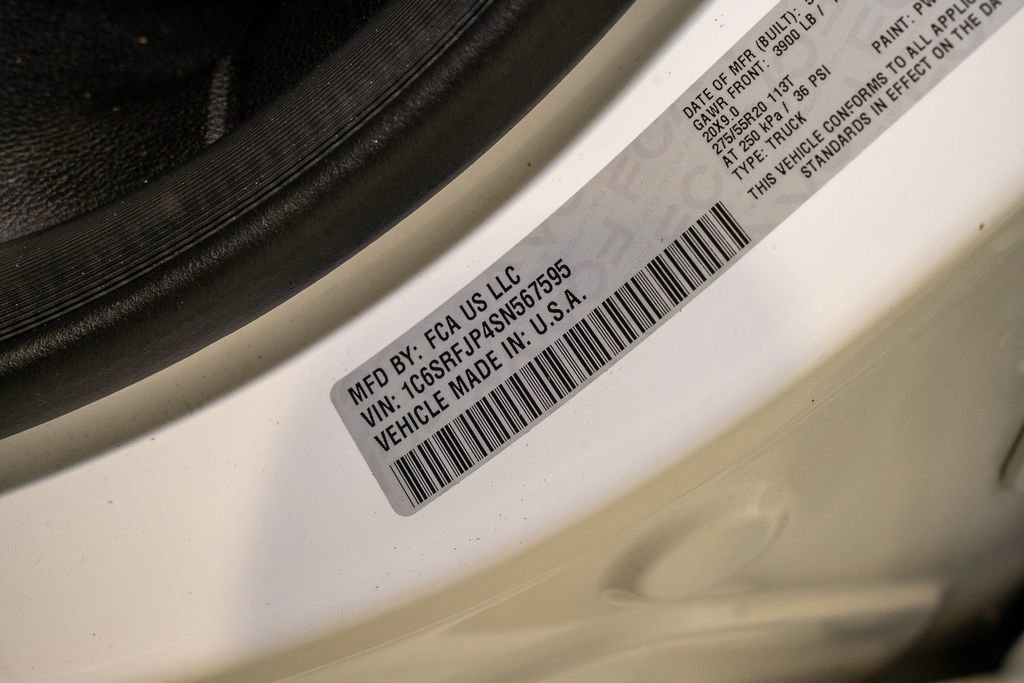 MFD BY: FCA US LLC
VIN: 1C6SRFJP4SN567595
VEHICLE MADE IN: U.S.A.
DATE OF MFR (BUILT):
GAWR FRONT: 3900 LB /
20X9.0
275/55R20 113T
AT 250 kPa / 36 PSI
TYPE: TRUCK
PAINT:
THIS VEHICLE CONFORMS TO ALL
STANDARDS IN EFFECT ON THE